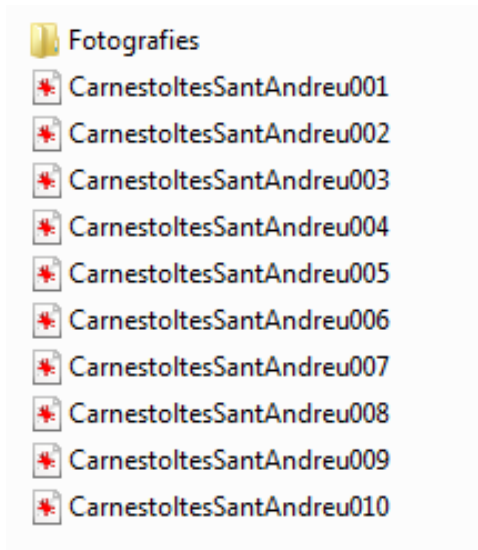 Fotografies
CarnestoltesSantAndreu001
CarnestoltesSantAndreu002
CarnestoltesSantAndreu003
CarnestoltesSantAndreu004
CarnestoltesSantAndreu005
CarnestoltesSantAndreu006
CarnestoltesSantAndreu007
CarnestoltesSantAndreu008
CarnestoltesSantAndreu009
CarnestoltesSantAndreu010